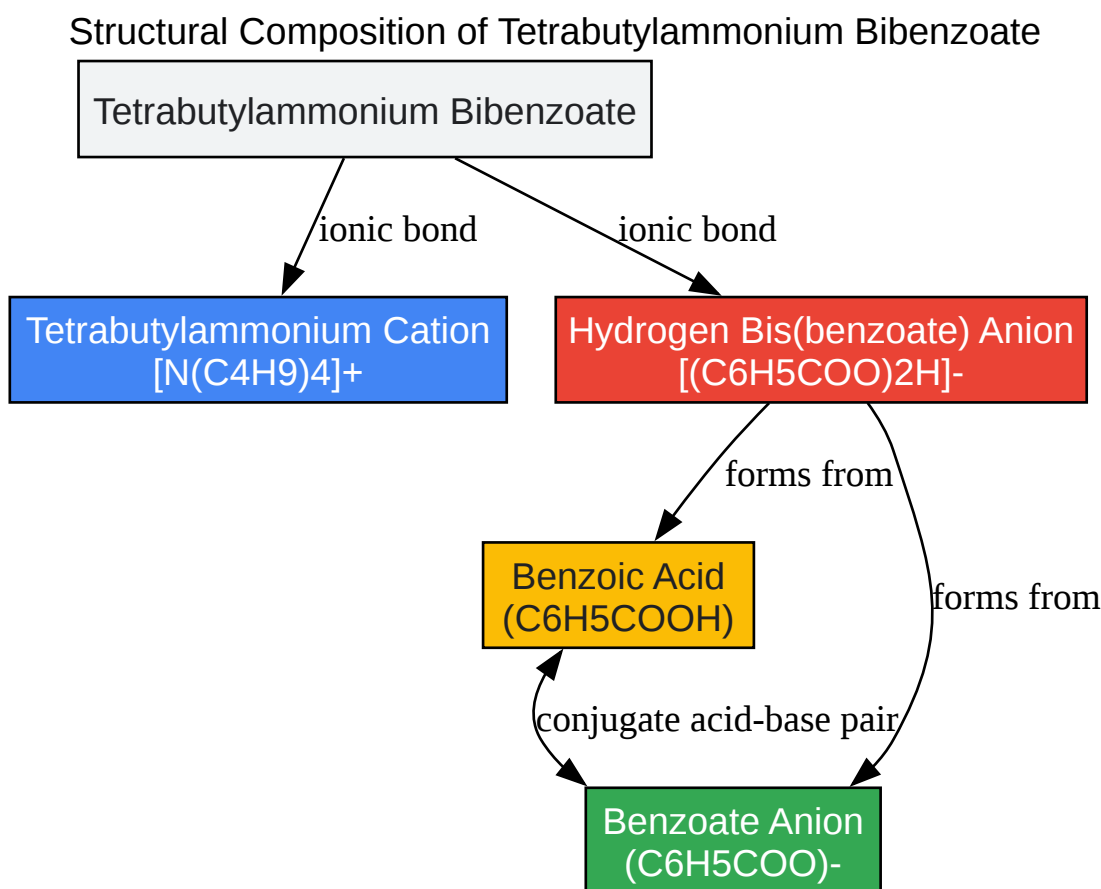 Structural Composition of Tetrabutylammonium Bibenzoate
Tetrabutylammonium Bibenzoate
ionic bond
ionic bond
Tetrabutylammonium Cation
[N(C4H9)4]+
Hydrogen Bis(benzoate) Anion
[(C6H5COO)2H]-
forms from
Benzoic Acid
(C6H5COOH)
forms from
conjugate acid-base pair
Benzoate Anion
(C6H5COO)-